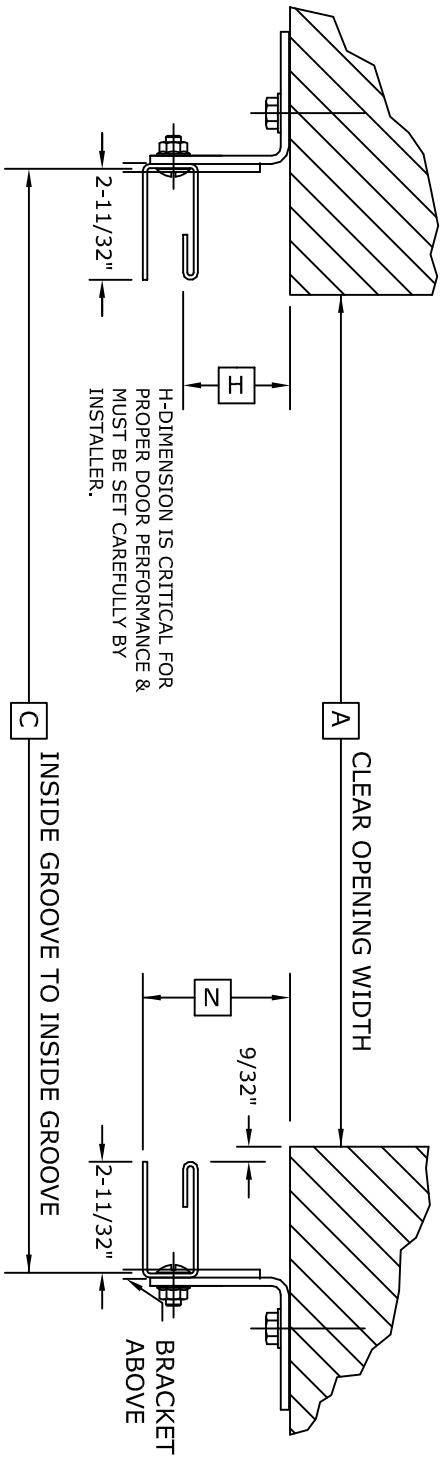 CLEAR OPENING WIDTH
A
9/32"
H
N
2-11/32"
2-11/32"
H-DIMENSION IS CRITICAL FOR
PROPER DOOR PERFORMANCE &
MUST BE SET CAREFULLY BY
INSTALLER.
BRACKET
ABOVE
INSIDE GROOVE TO INSIDE GROOVE
C